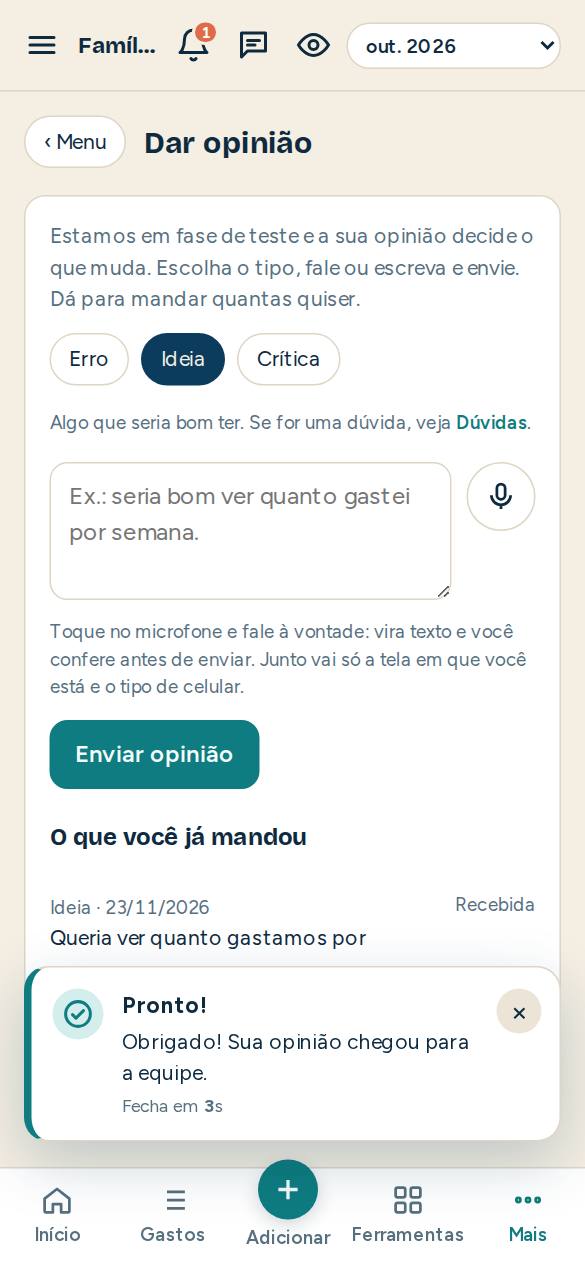 Famíl...
1
out. 2026
‹ Menu
Dar opinião
Estamos em fase de teste e a sua opinião decide o
que muda. Escolha o tipo, fale ou escreva e envie.
Dá para mandar quantas quiser.
Erro
Ideia
Crítica
Algo que seria bom ter. Se for uma dúvida, veja Dúvidas.
Ex.: seria bom ver quanto gastei
por semana.
Toque no microfone e fale à vontade: vira texto e você
confere antes de enviar. Junto vai só a tela em que você
está e o tipo de celular.
Enviar opinião
O que você já mandou
Ideia · 23/11/2026
Recebida
Queria ver quanto gastamos por
Pronto!
Obrigado! Sua opinião chegou para
a equipe.
Fecha em 3s
Início
Gastos
Adicionar
Ferramentas
Mais